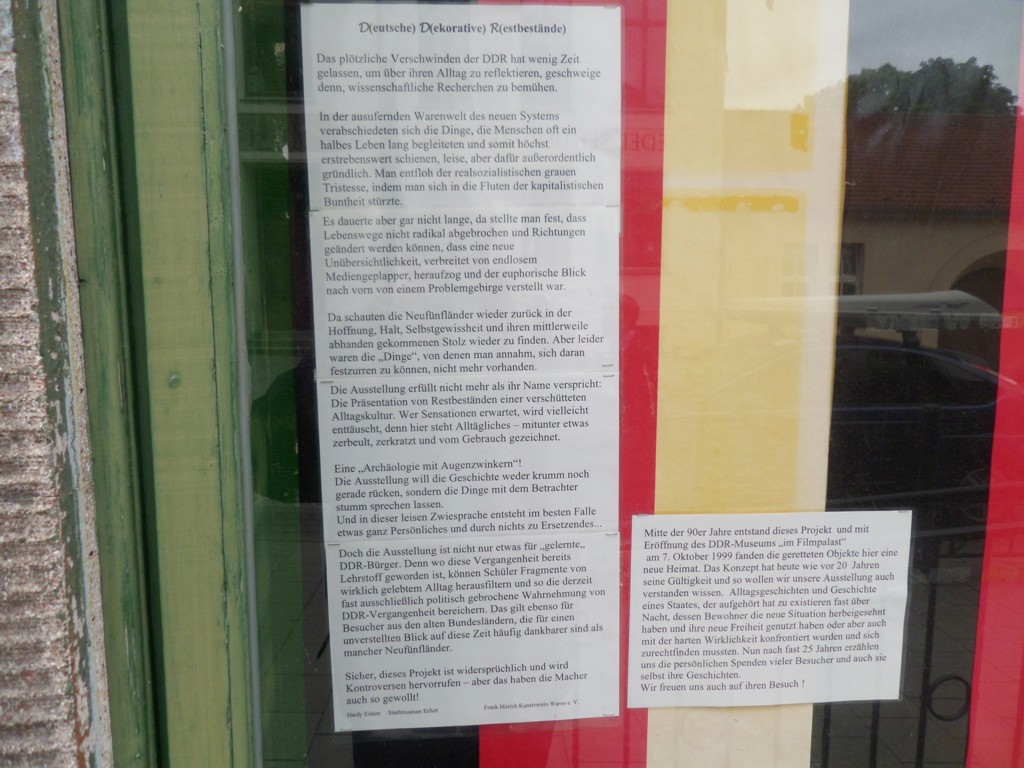 D(eutsche) D(ekorative) R(estbestände)
Das plötzliche Verschwinden der DDR hat wenig Zeit
gelassen, um über ihren Alltag zu reflektieren, geschweige
denn, wissenschaftliche Recherchen zu bemühen.
In der ausufernden Warenwelt des neuen Systems
verabschiedeten sich die Dinge, die Menschen oft ein
halbes Leben lang begleiteten und somit höchst
erstrebenswert schienen, leise, aber dafür außerordentlich
gründlich. Man entfloh der realsozialistischen grauen
Tristesse, indem man sich in die Fluten der kapitalistischen
Buntheit stürzte.
Es dauerte aber gar nicht lange, da stellte man fest, dass
Lebenswege nicht radikal abgebrochen und Richtungen
geändert werden können, dass eine neue
Unübersichtlichkeit, verbreitet von endlosem
Mediengeplapper, heraufzog und der euphorische Blick
nach vorn von einem Problemgebirge verstellt war.
Da schauten die Neufünfländer wieder zurück in der
Hoffnung, Halt, Selbstgewissheit und ihren mittlerweile
abhanden gekommenen Stolz wieder zu finden. Aber leider
waren die „Dinge“, von denen man annahm, sich daran
festzurren zu können, nicht mehr vorhanden.
Die Ausstellung erfüllt nicht mehr als ihr Name verspricht:
Die Präsentation von Restbeständen einer verschütteten
Alltagskultur. Wer Sensationen erwartet, wird vielleicht
enttäuscht, denn hier steht Alltägliches – mitunter etwas
zerbeult, zerkratzt und vom Gebrauch gezeichnet.
Eine „Archäologie mit Augenzwinkern“!
Die Ausstellung will die Geschichte weder krumm noch
gerade rücken, sondern die Dinge mit dem Betrachter
stumm sprechen lassen.
Und in dieser leisen Zwiesprache entsteht im besten Falle
etwas ganz Persönliches und durch nichts zu Ersetzendes...
Doch die Ausstellung ist nicht nur etwas für „gelernte„
DDR-Bürger. Denn wo diese Vergangenheit bereits
Lehrstoff geworden ist, können Schüler Fragmente von
wirklich gelebtem Alltag herausfiltern und so die derzeit
fast ausschließlich politisch gebrochene Wahrnehmung von
DDR-Vergangenheit bereichern. Das gilt ebenso für
Besucher aus den alten Bundesländern, die für einen
unverstellten Blick auf diese Zeit häufig dankbarer sind als
mancher Neufünfländer.
Sicher, dieses Projekt ist widersprüchlich und wird
Kontroversen hervorrufen – aber das haben die Macher
auch so gewollt!
Hardy Stadtmuseum Erfurt Frank Kunstverein e. V.
Mitte der 90er Jahre entstand dieses Projekt und mit
Eröffnung des DDR-Museums „im Filmpalast“
am 7. Oktober 1999 fanden die geretteten Objekte hier eine
neue Heimat. Das Konzept hat heute wie vor 20 Jahren
seine Gültigkeit und so wollen wir unsere Ausstellung auch
verstanden wissen. Alltagsgeschichten und Geschichte
eines Staates, der aufgehört hat zu existieren fast über
Nacht, dessen Bewohner die neue Situation herbeigesehnt
haben und ihre neue Freiheit genutzt haben oder aber auch
mit der harten Wirklichkeit konfrontiert wurden und sich
zurechtfinden mussten. Nun nach fast 25 Jahren erzählen
uns die persönlichen Spenden vieler Besucher und auch sie
selbst ihre Geschichten.
Wir freuen uns auch auf ihren Besuch !